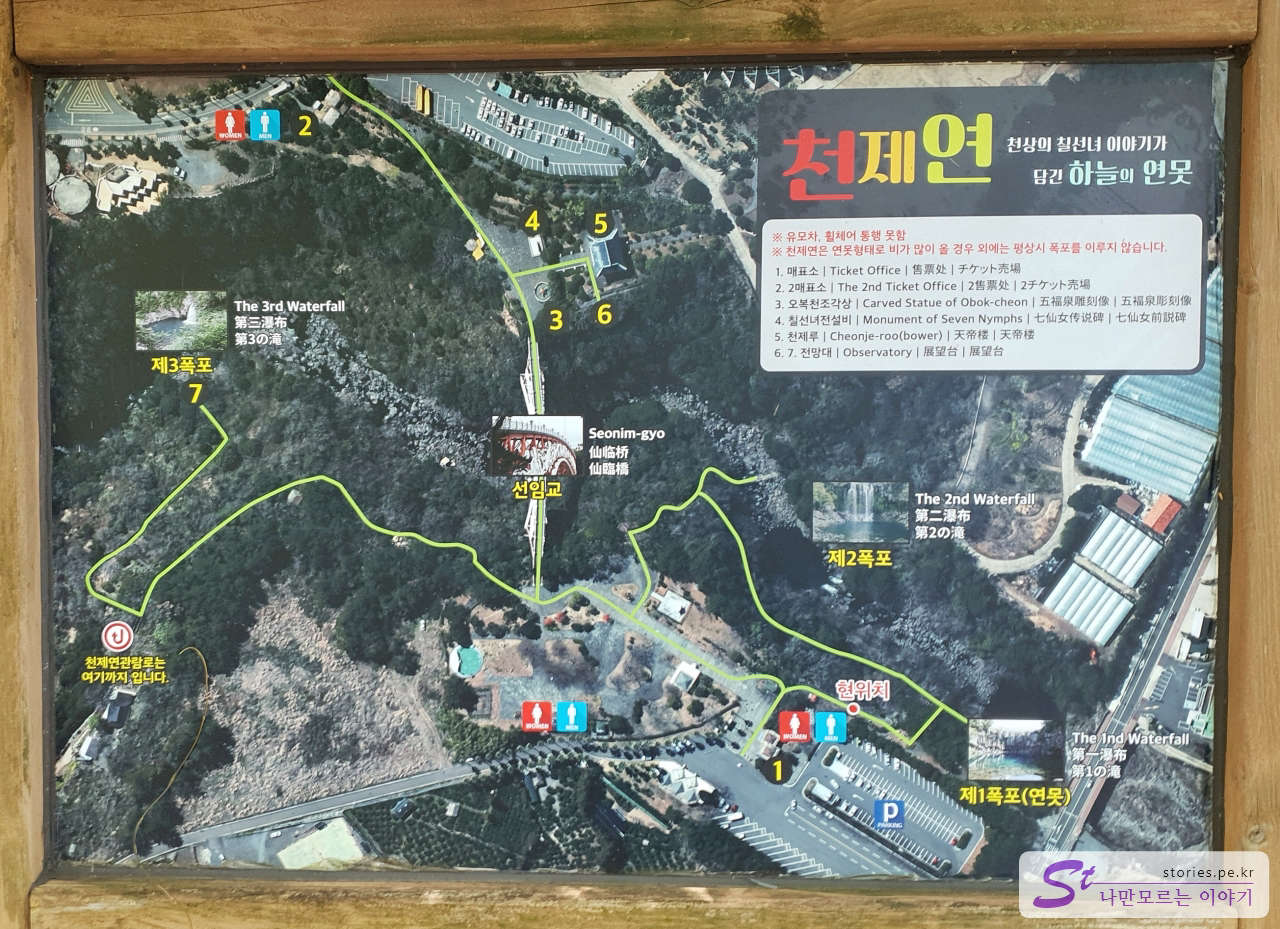 천제연
천상의 칠선녀 이야기가
담긴 하늘의 연못
※ 유모차, 휠체어 통행 못함
※ 천제연은 연못형태로 비가 많이 올 경우 외에는 평상시 폭포를 이루지 않습니다.
1. 매표소 | Ticket Office | 售票处 | チケット売場
2. 2매표소 | The 2nd Ticket Office | 2售票处 | 2チケット売場
3. 오복천조각상 | Carved Statue of Obok-cheon | 五福泉雕刻像 | 五福泉彫刻像
4. 칠선녀전설비 | Monument of Seven Nymphs | 七仙女传说碑 | 七仙女前説碑
5. 천제루 | Cheonje-roo(bower) | 天帝楼 | 天帝楼
6. 7. 전망대 | Observatory | 展望台 | 展望台
WOMEN
MEN
2
4
5
3
6
The 3rd Waterfall
第三瀑布
第3の滝
제3폭포
7
Seonim-gyo
仙临桥
仙臨橋
선임교
The 2nd Waterfall
第二瀑布
第2の滝
제2폭포
천제연관람로는
여기까지 입니다.
현위치
WOMEN
MEN
WOMEN
MEN
1
The 1nd Waterfall
第一瀑布
第1の滝
제1폭포(연못)
P
PARKING
St
stories.pe.kr
나만모르는 이야기